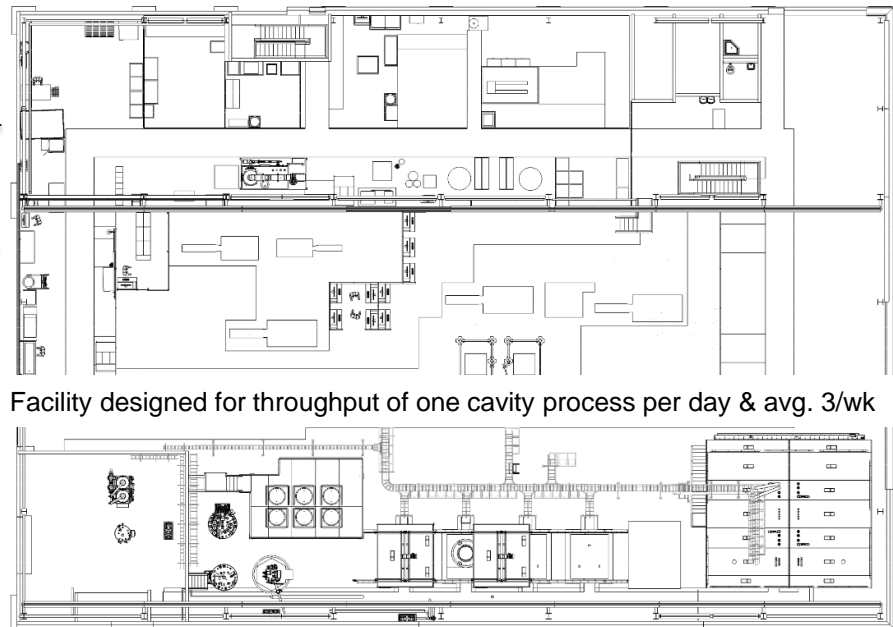 Facility designed for throughput of one cavity process per day & avg. 3/wk